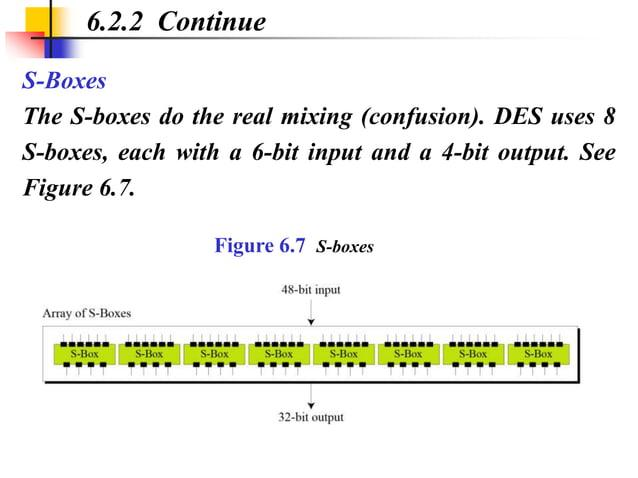 6.2.2 Continue
S-Boxes
The S-boxes do the real mixing (confusion). DES uses 8
S-boxes, each with a 6-bit input and a 4-bit output. See
Figure 6.7.
Figure 6.7 S-boxes
48-bit input
Array of S-Boxes
S-Box S-Box S-Box S-Box S-Box S-Box S-Box S-Box
32-bit output